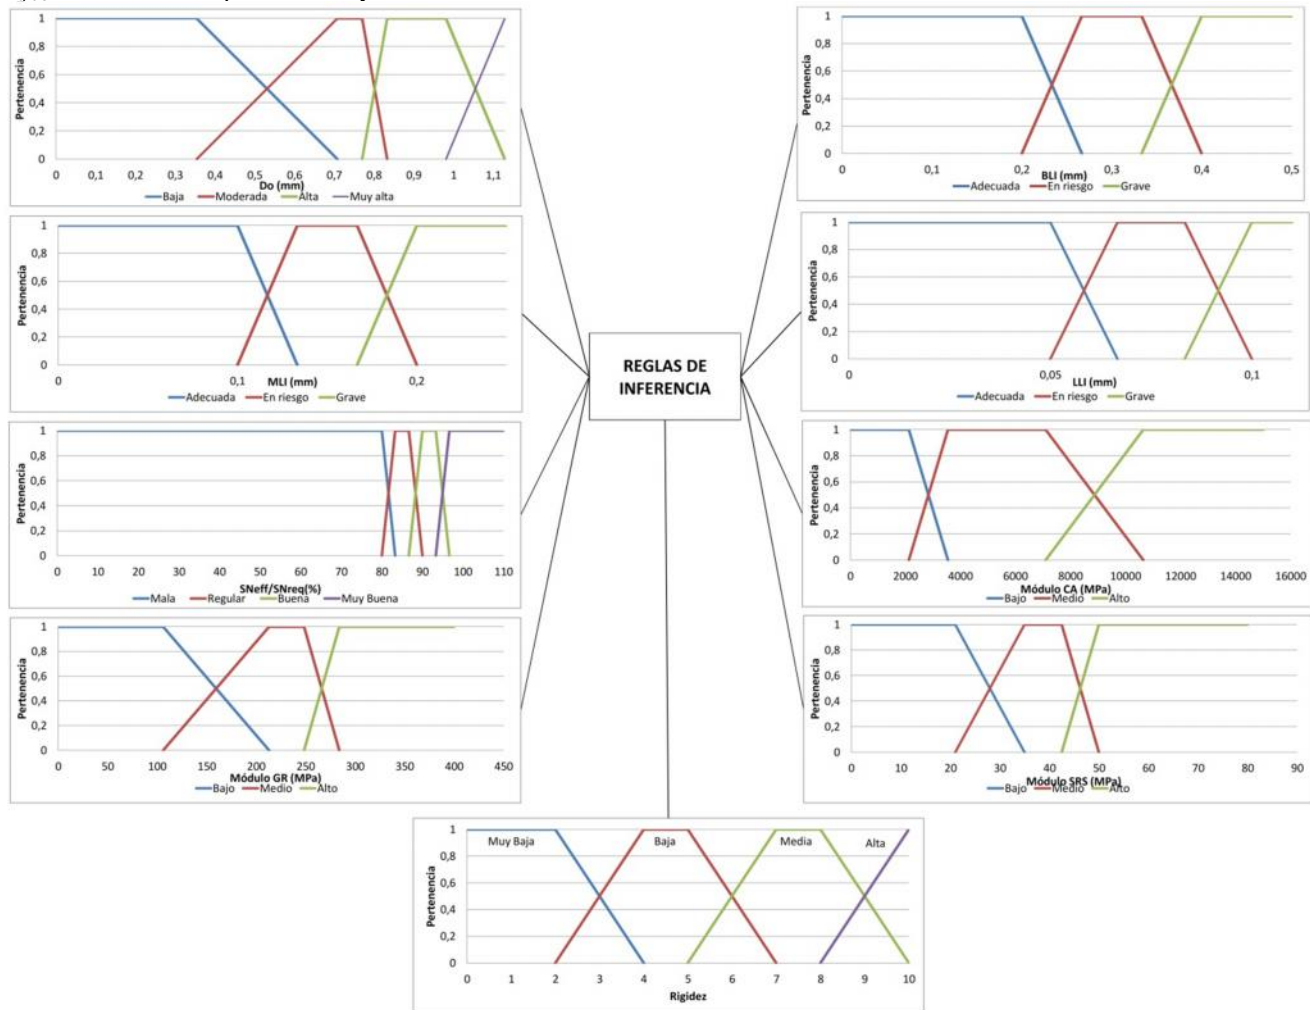 Pertenencia
1
0,8
0,6
0,4
0,2
0
0 0,1 0,2 0,3 0,4 0,5 0,6 0,7 0,8 0,9 1 1,1
Do (mm)
Baja Moderada Alta Muy alta
Pertenencia
1
0,8
0,6
0,4
0,2
0
0 0,1 0,2 0,3 0,4 0,5
BLI (mm)
Adecuada En riesgo Grave
Pertenencia
1
0,8
0,6
0,4
0,2
0
0 0,1 0,2
MLI (mm)
Adecuada En riesgo Grave
Pertenencia
1
0,8
0,6
0,4
0,2
0
0 0,05 0,1
LLI (mm)
Adecuada En riesgo Grave
REGLAS DE
INFERENCIA
Pertenencia
1
0,8
0,6
0,4
0,2
0
0 10 20 30 40 50 60 70 80 90 100 110
SNeff/SNreq(%)
Mala Regular Buena Muy Buena
Pertenencia
1
0,8
0,6
0,4
0,2
0
0 2000 4000 6000 8000 10000 12000 14000 16000
Módulo CA (MPa)
Bajo Medio Alto
Pertenencia
1
0,8
0,6
0,4
0,2
0
0 50 100 150 200 250 300 350 400 450
Módulo GR (MPa)
Bajo Medio Alto
Pertenencia
1
0,8
0,6
0,4
0,2
0
0 10 20 30 40 50 60 70 80 90
Módulo SRS (MPa)
Bajo Medio Alto
Pertenencia
1
0,8
0,6
0,4
0,2
0
Muy Baja Baja Media Alta
0 1 2 3 4 5 6 7 8 9 10
Rigidez